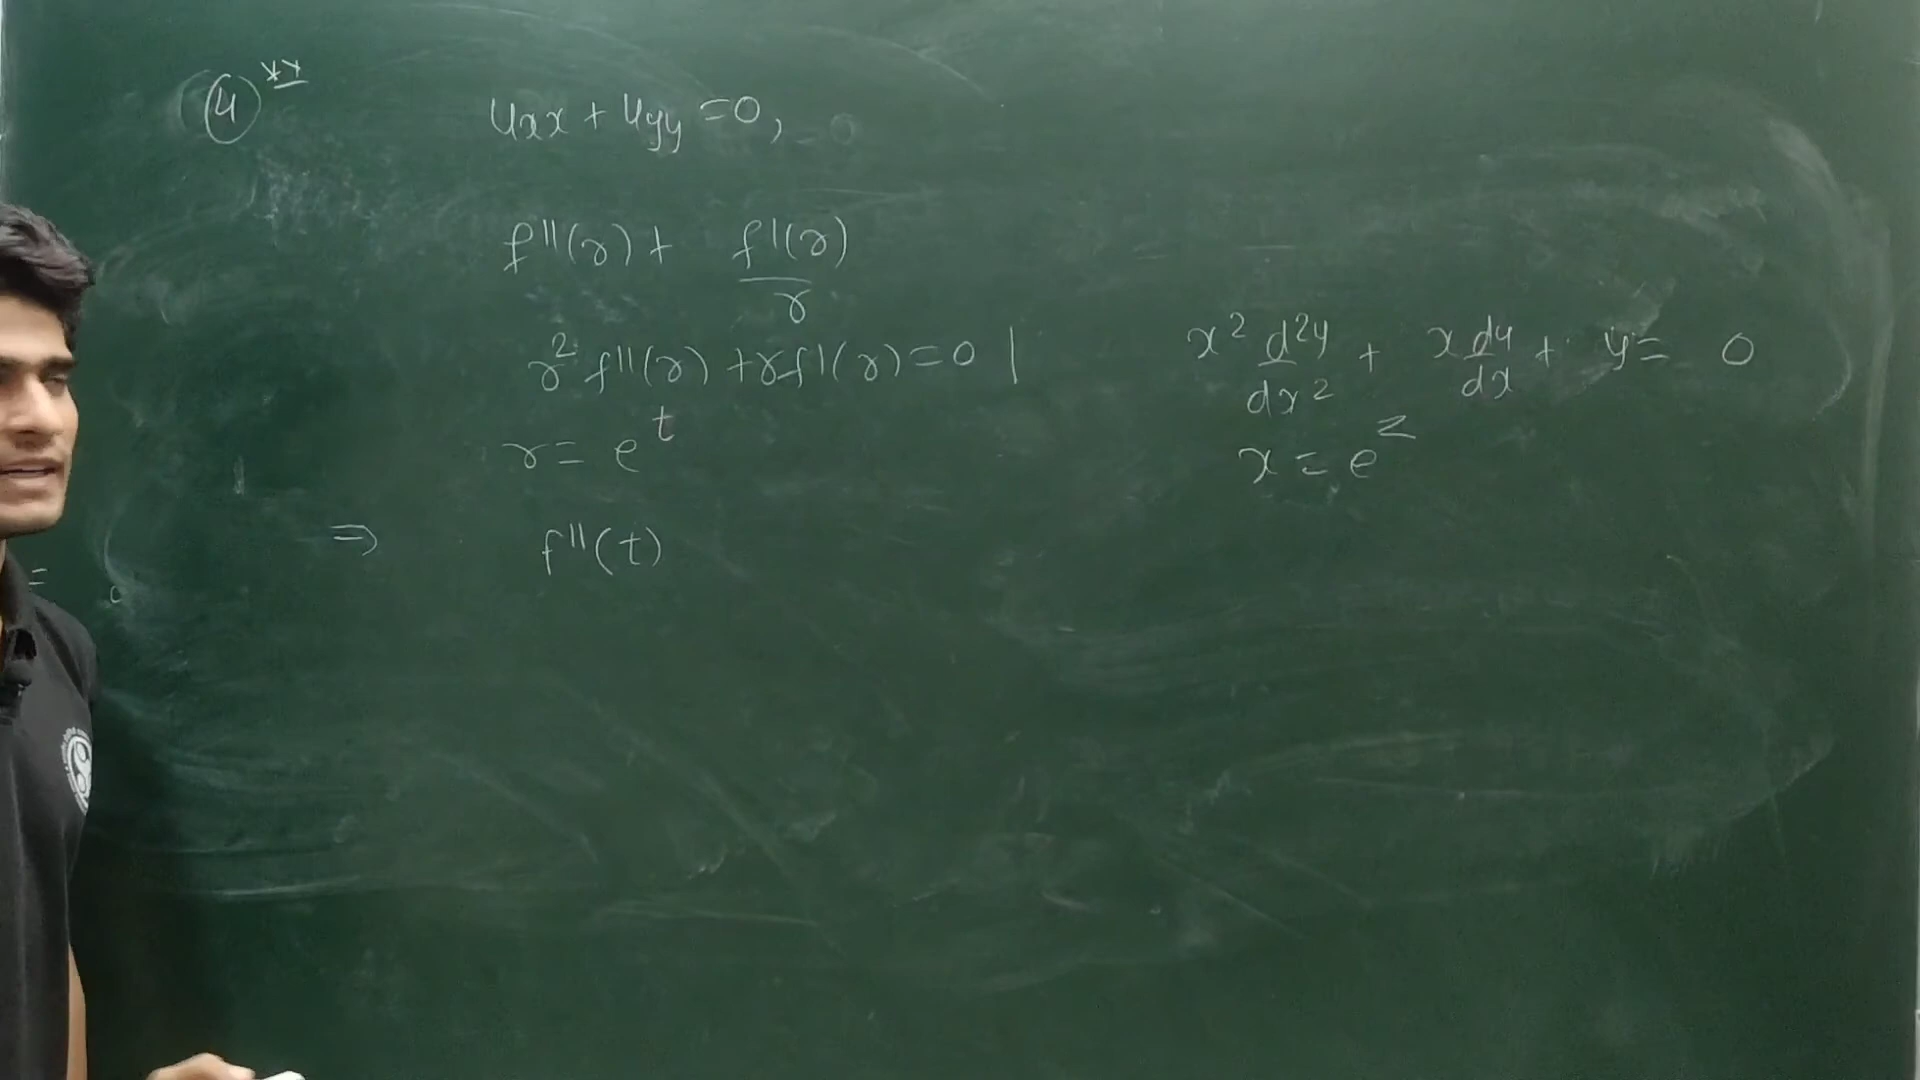 ④ **
uxx + uyy = 0,
f''(r) + f'(r)/r
r² f''(r) + r f'(r) = 0 |
r = e^t
⇒ f''(t)
x² d²y/dx² + x dy/dx + y = 0
x = e^z